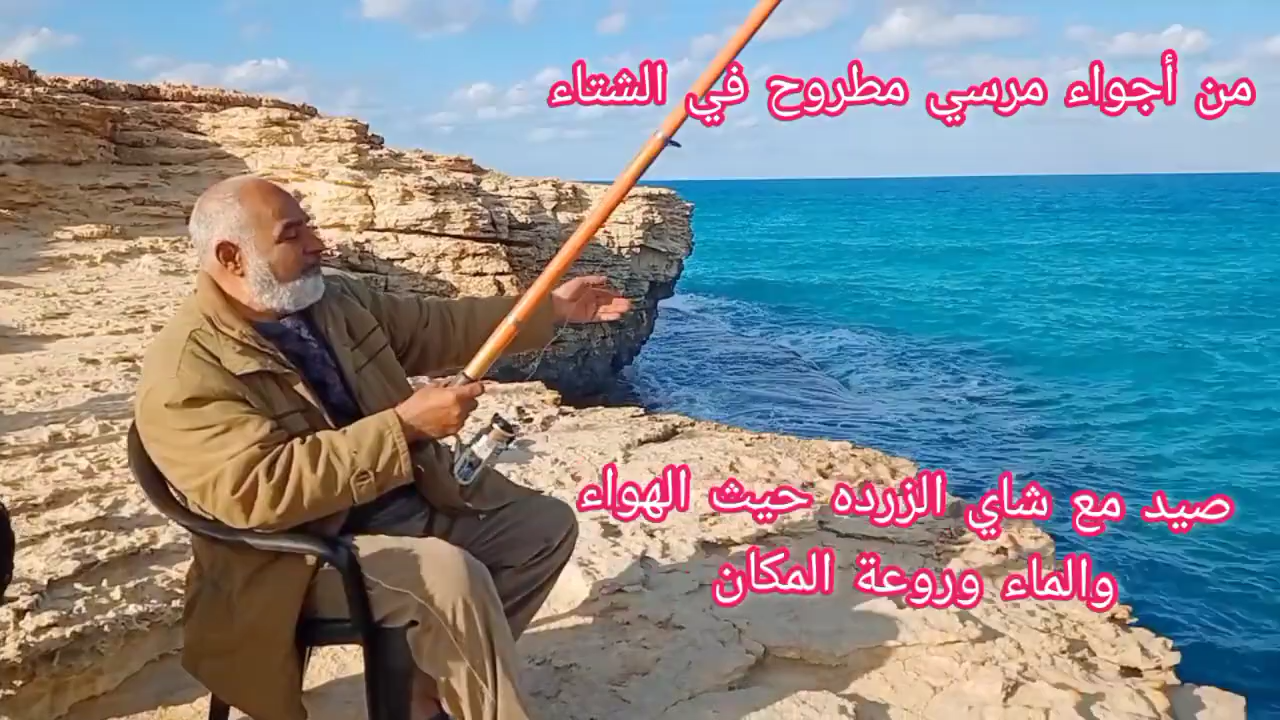 من أجواء مرسي مطروح في الشتاء
صيد مع شاي الزرده حيث الهواء
والماء وروعة المكان